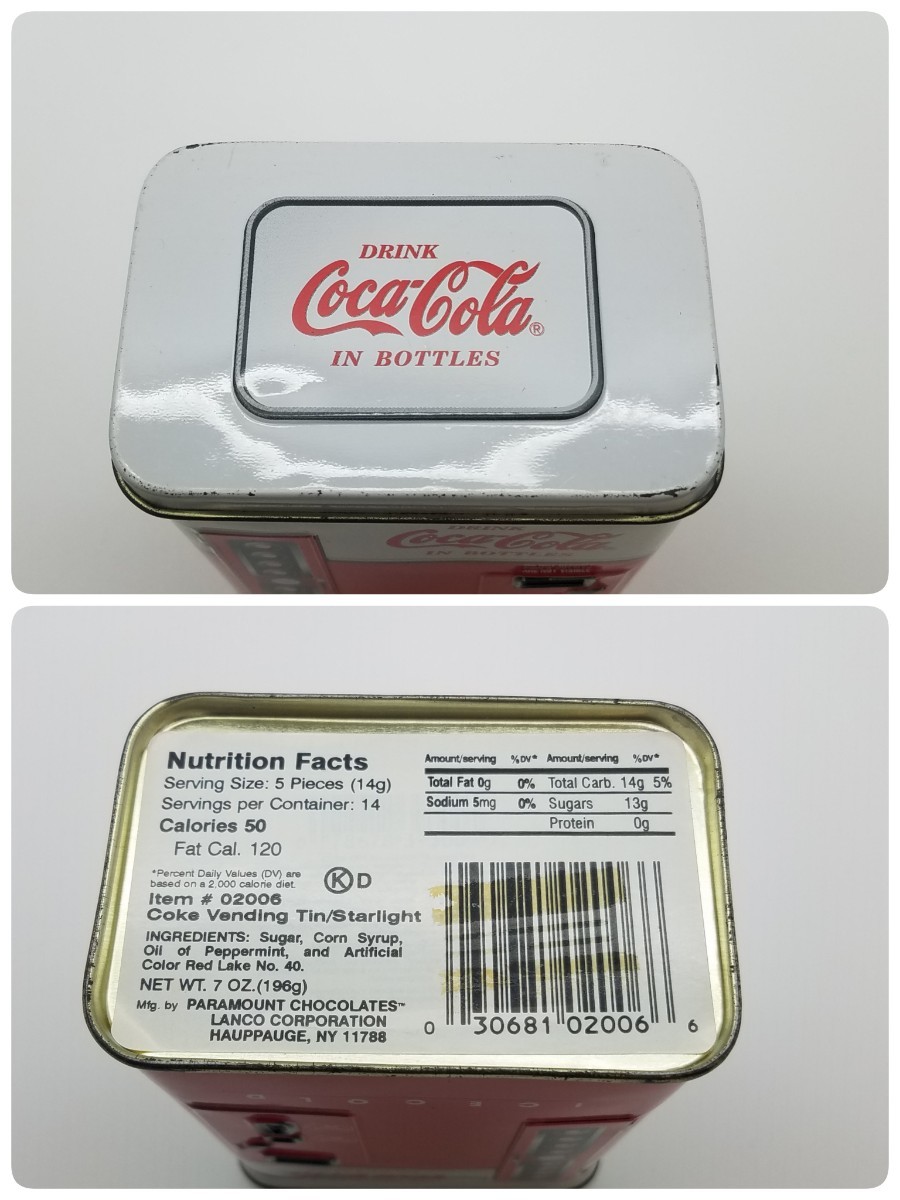 DRINK
Coca-Cola®
IN BOTTLES
DRINK
Coca-Cola
IN BOTTLES
Nutrition Facts
Serving Size: 5 Pieces (14g)
Servings per Container: 14
Calories 50
Fat Cal. 120
*Percent Daily Values (DV) are
based on a 2,000 calorie diet.
K D
Item # 02006
Coke Vending Tin/Starlight
INGREDIENTS: Sugar, Corn Syrup,
Oil of Peppermint, and Artificial
Color Red Lake No. 40.
NET WT. 7 OZ.(196g)
Mfg. by PARAMOUNT CHOCOLATES™
LANCO CORPORATION
HAUPPAUGE, NY 11788
Amount/serving %DV* Amount/serving %DV*
Total Fat 0g 0% Total Carb. 14g 5%
Sodium 5mg 0% Sugars 13g
Protein 0g
0 30681 02006 6
ICE COLD